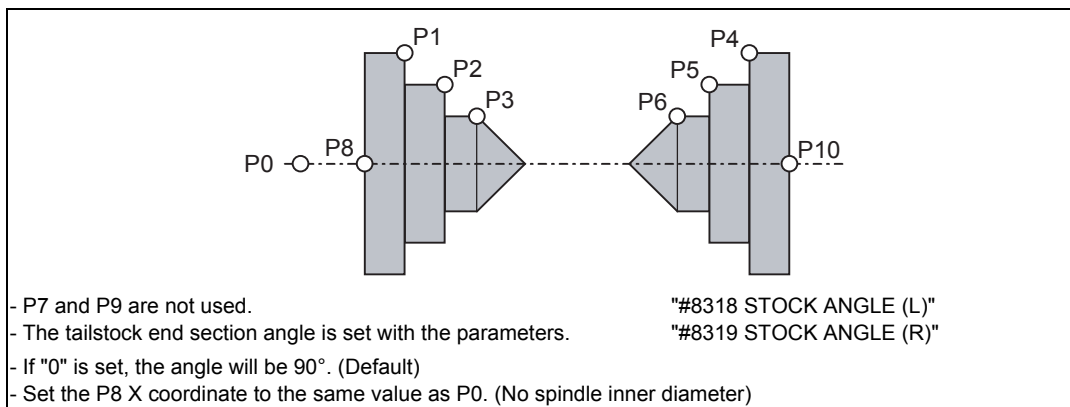 P1 P4
P2 P5
P3 P6
P0 P8 P10
- P7 and P9 are not used. "#8318 STOCK ANGLE (L)"
- The tailstock end section angle is set with the parameters. "#8319 STOCK ANGLE (R)"
- If "0" is set, the angle will be 90°. (Default)
- Set the P8 X coordinate to the same value as P0. (No spindle inner diameter)